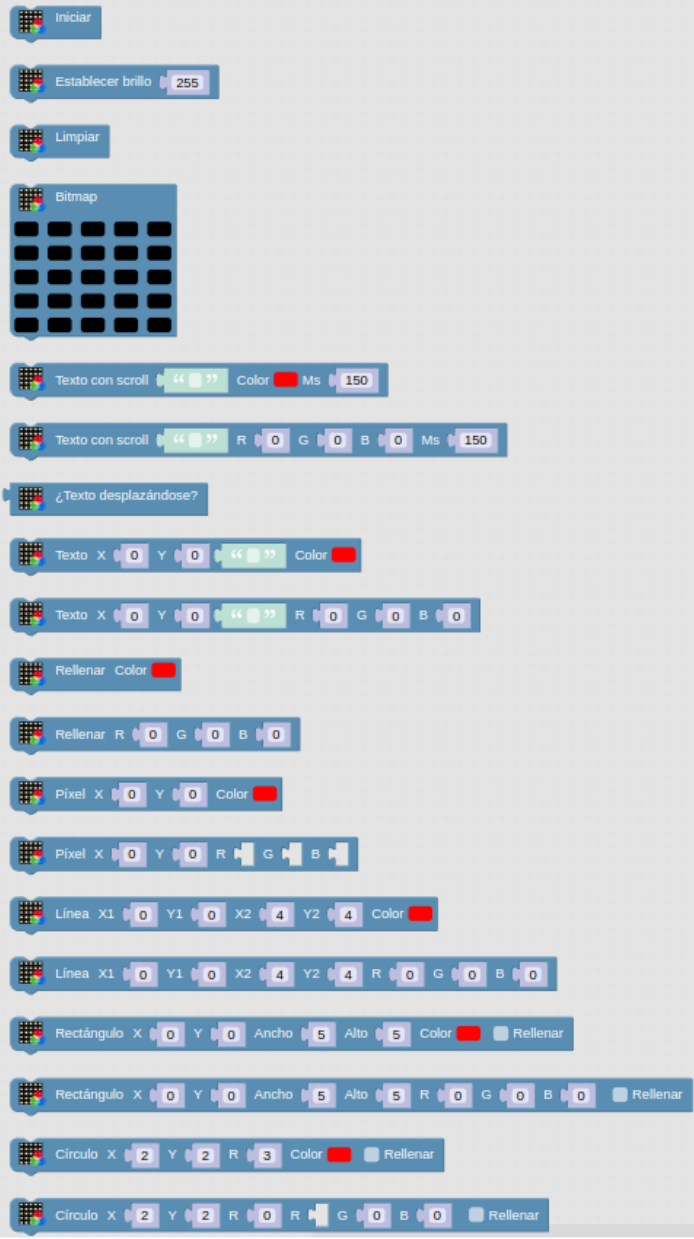 Iniciar
Establecer brillo 255
Limpiar
Bitmap
Texto con scroll “ ” Color Ms 150
Texto con scroll “ ” R 0 G 0 B 0 Ms 150
¿Texto desplazándose?
Texto X 0 Y 0 “ ” Color
Texto X 0 Y 0 “ ” R 0 G 0 B 0
Rellenar Color
Rellenar R 0 G 0 B 0
Píxel X 0 Y 0 Color
Píxel X 0 Y 0 R G B
Línea X1 0 Y1 0 X2 4 Y2 4 Color
Línea X1 0 Y1 0 X2 4 Y2 4 R 0 G 0 B 0
Rectángulo X 0 Y 0 Ancho 5 Alto 5 Color Rellenar
Rectángulo X 0 Y 0 Ancho 5 Alto 5 R 0 G 0 B 0 Rellenar
Círculo X 2 Y 2 R 3 Color Rellenar
Círculo X 2 Y 2 R 0 R G 0 B 0 Rellenar